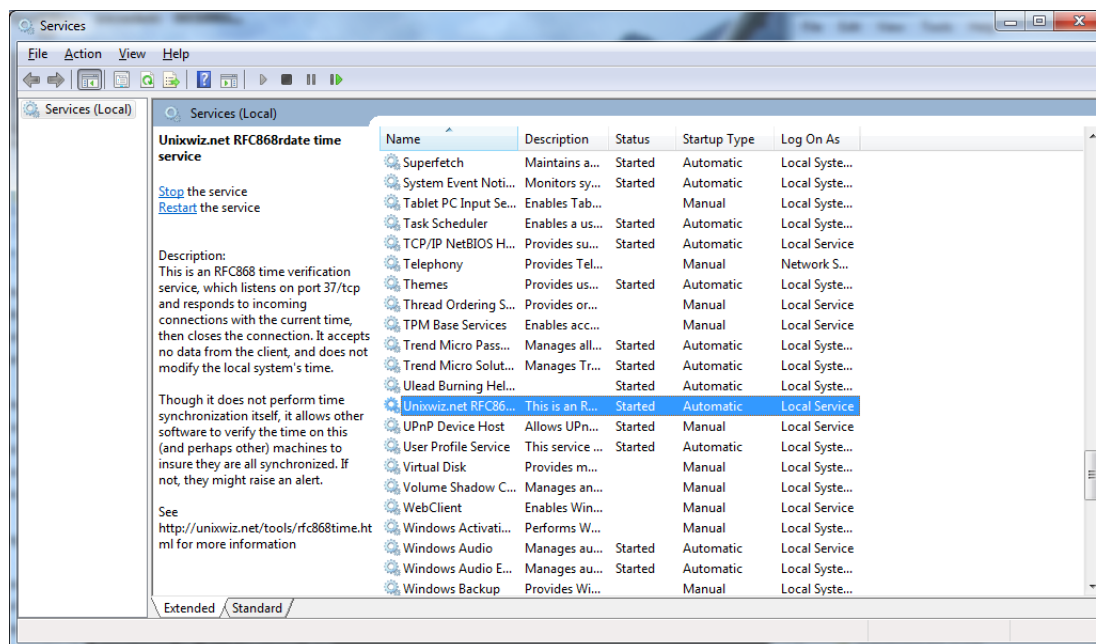 Services
File Action View Help
Services (Local)
Services (Local)
Unixwiz.net RFC868rdate time
service
Stop the service
Restart the service
Description:
This is an RFC868 time verification
service, which listens on port 37/tcp
and responds to incoming
connections with the current time,
then closes the connection. It accepts
no data from the client, and does not
modify the local system's time.
Though it does not perform time
synchronization itself, it allows other
software to verify the time on this
(and perhaps other) machines to
insure they are all synchronized. If
not, they might raise an alert.
See
http://unixwiz.net/tools/rfc868time.ht
ml for more information
Name Description Status Startup Type Log On As
Superfetch Maintains a... Started Automatic Local Syste...
System Event Noti... Monitors sy... Started Automatic Local Syste...
Tablet PC Input Se... Enables Tab... Manual Local Syste...
Task Scheduler Enables a us... Started Automatic Local Syste...
TCP/IP NetBIOS H... Provides su... Started Automatic Local Service
Telephony Provides Tel... Manual Network S...
Themes Provides us... Started Automatic Local Syste...
Thread Ordering S... Provides or... Manual Local Service
TPM Base Services Enables acc... Manual Local Service
Trend Micro Pass... Manages all... Started Automatic Local Syste...
Trend Micro Solut... Manages Tr... Started Automatic Local Syste...
Ulead Burning Hel... Started Automatic Local Syste...
Unixwiz.net RFC86... This is an R... Started Automatic Local Service
UPnP Device Host Allows UPn... Started Manual Local Service
User Profile Service This service ... Started Automatic Local Syste...
Virtual Disk Provides m... Manual Local Syste...
Volume Shadow C... Manages an... Manual Local Syste...
WebClient Enables Win... Manual Local Service
Windows Activati... Performs W... Manual Local Syste...
Windows Audio Manages au... Started Automatic Local Service
Windows Audio E... Manages au... Started Automatic Local Syste...
Windows Backup Provides Wi... Manual Local Syste...
Extended Standard